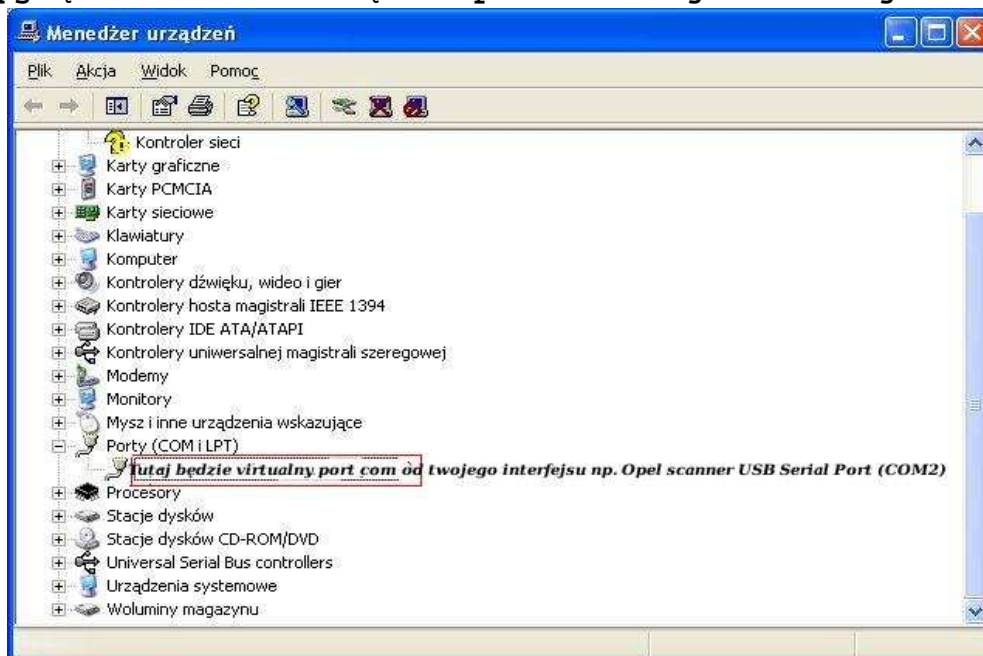 Menedżer urządzeń
Plik Akcja Widok Pomoc
Kontroler sieci
Karty graficzne
Karty PCMCIA
Karty sieciowe
Klawiatury
Komputer
Kontrolery dźwięku, wideo i gier
Kontrolery hosta magistrali IEEE 1394
Kontrolery IDE ATA/ATAPI
Kontrolery uniwersalnej magistrali szeregowej
Modemy
Monitory
Mysz i inne urządzenia wskazujące
Porty (COM i LPT)
Tutaj będzie virtualny port com od twojego interfejsu np. Opel scanner USB Serial Port (COM2)
Procesory
Stacje dysków
Stacje dysków CD-ROM/DVD
Universal Serial Bus controllers
Urządzenia systemowe
Woluminy magazynu